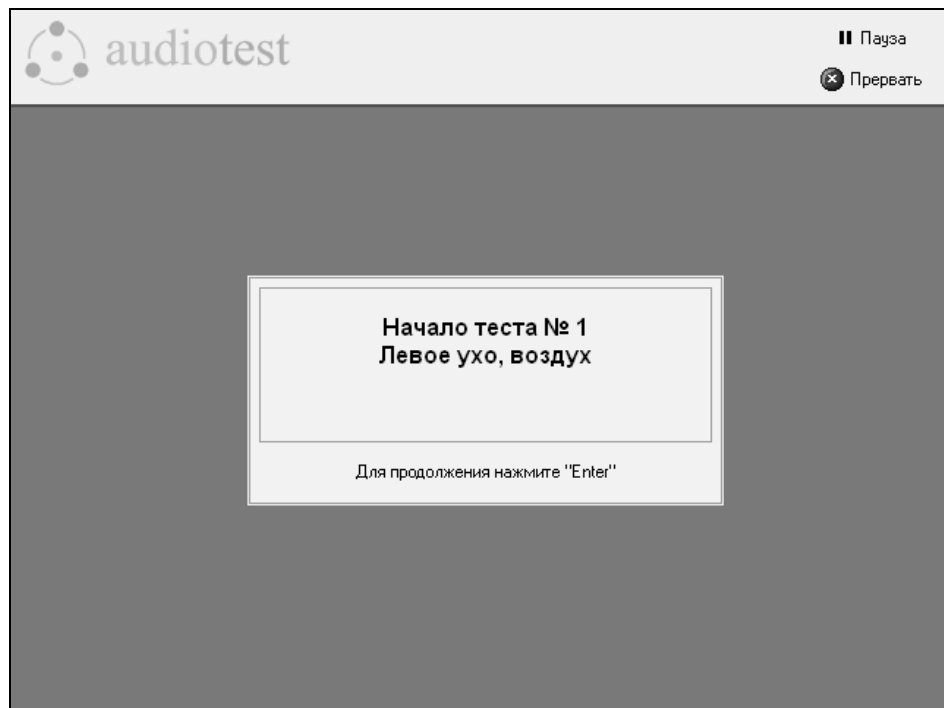 audiotest
Пауза
Прервать
Начало теста № 1
Левое ухо, воздух
Для продолжения нажмите "Enter"